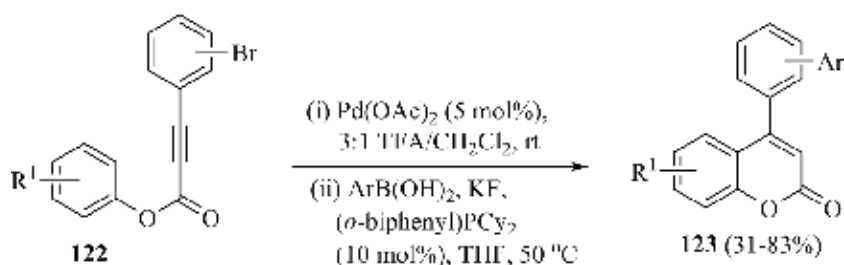 Br
R¹
O
O
122
(i) Pd(OAc)₂ (5 mol%),
3:1 TFA/CH₂Cl₂, rt
(ii) ArB(OH)₂, KF,
(o-biphenyl)PCy₂
(10 mol%), THF, 50 °C
Ar
R¹
O
O
123 (31-83%)